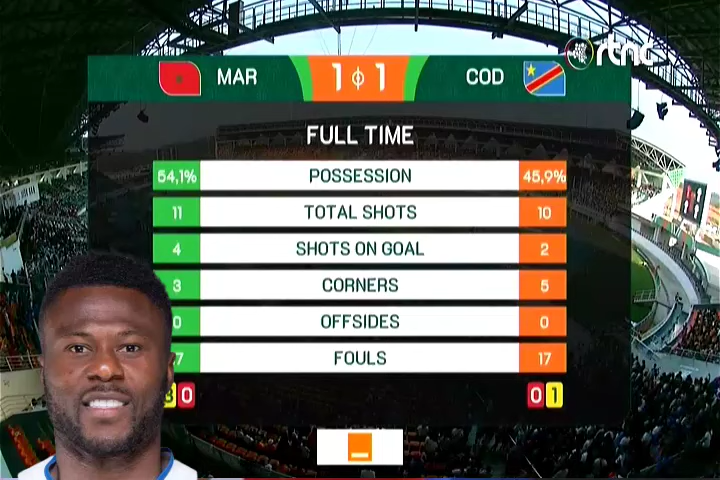 rtnc
MAR 1 1 COD
FULL TIME
54,1% POSSESSION 45,9%
11 TOTAL SHOTS 10
4 SHOTS ON GOAL 2
3 CORNERS 5
0 OFFSIDES 0
FOULS 17
0 0 1